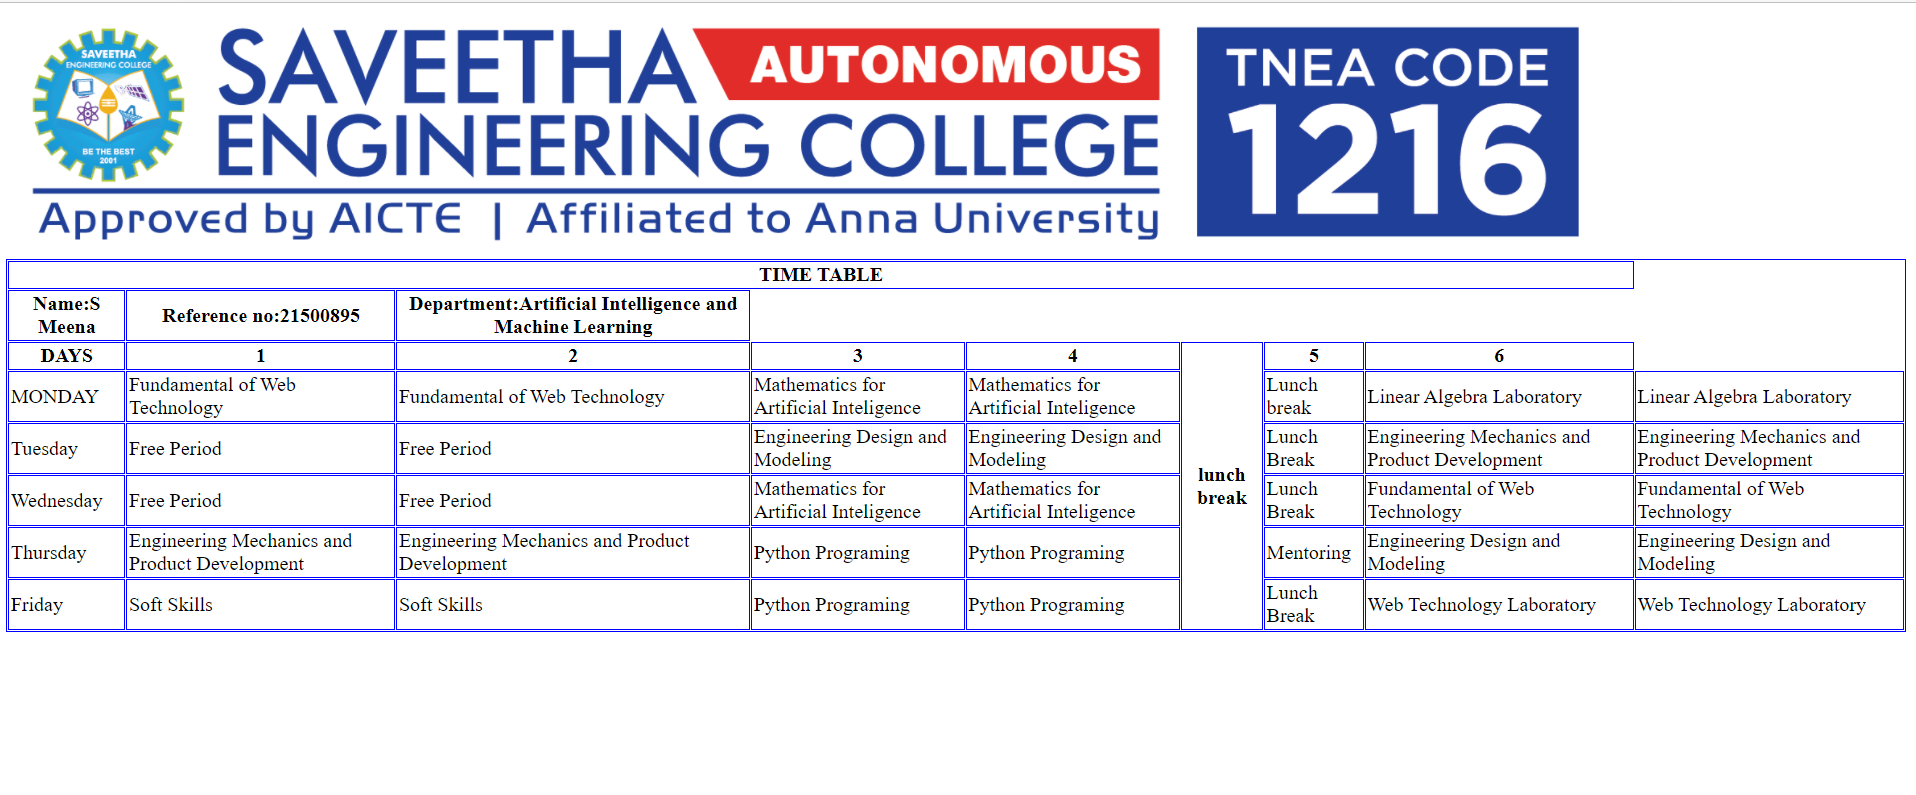 SAVEETHA
ENGINEERING COLLEGE
BE THE BEST
2001
SAVEETHA AUTONOMOUS
ENGINEERING COLLEGE
Approved by AICTE | Affiliated to Anna University
TNEA CODE
1216
TIME TABLE
Name:S
Meena
Reference no:21500895
Department:Artificial Intelligence and
Machine Learning
DAYS 1 2 3 4 5 6
lunch
break
MONDAY
Fundamental of Web
Technology
Fundamental of Web Technology
Mathematics for
Artificial Inteligence
Mathematics for
Artificial Inteligence
Lunch
break
Linear Algebra Laboratory
Linear Algebra Laboratory
Tuesday
Free Period
Free Period
Engineering Design and
Modeling
Engineering Design and
Modeling
Lunch
Break
Engineering Mechanics and
Product Development
Engineering Mechanics and
Product Development
Wednesday
Free Period
Free Period
Mathematics for
Artificial Inteligence
Mathematics for
Artificial Inteligence
Lunch
Break
Fundamental of Web
Technology
Fundamental of Web
Technology
Thursday
Engineering Mechanics and
Product Development
Engineering Mechanics and Product
Development
Python Programing
Python Programing
Mentoring
Engineering Design and
Modeling
Engineering Design and
Modeling
Friday
Soft Skills
Soft Skills
Python Programing
Python Programing
Lunch
Break
Web Technology Laboratory
Web Technology Laboratory